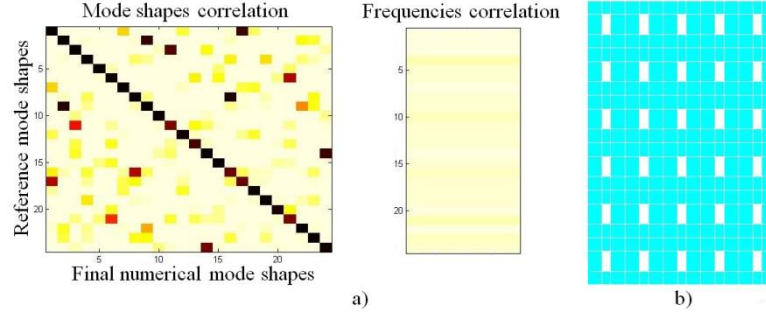 Mode shapes correlation
Frequencies correlation
Reference mode shapes
5
10
15
20
5
10
15
20
Final numerical mode shapes
5
10
15
20
a)
b)